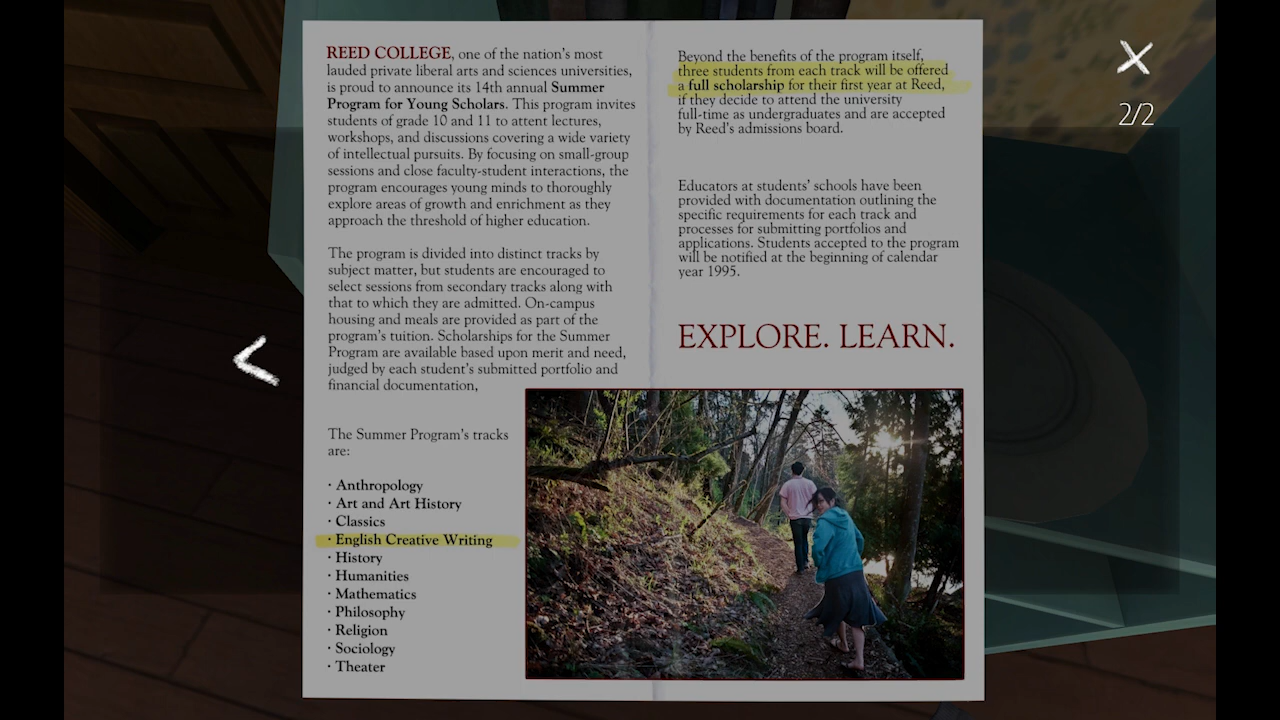 REED COLLEGE, one of the nation's most
lauded private liberal arts and sciences universities,
is proud to announce its 14th annual Summer
Program for Young Scholars. This program invites
students of grade 10 and 11 to attent lectures,
workshops, and discussions covering a wide variety
of intellectual pursuits. By focusing on small-group
sessions and close faculty-student interactions, the
program encourages young minds to thoroughly
explore areas of growth and enrichment as they
approach the threshold of higher education.
The program is divided into distinct tracks by
subject matter, but students are encouraged to
select sessions from secondary tracks along with
that to which they are admitted. On-campus
housing and meals are provided as part of the
program's tuition. Scholarships for the Summer
Program are available based upon merit and need,
judged by each student's submitted portfolio and
financial documentation,
The Summer Program's tracks
are:
· Anthropology
· Art and Art History
· Classics
· English Creative Writing
· History
· Humanities
· Mathematics
· Philosophy
· Religion
· Sociology
· Theater
Beyond the benefits of the program itself,
three students from each track will be offered
a full scholarship for their first year at Reed,
if they decide to attend the university
full-time as undergraduates and are accepted
by Reed's admissions board.
Educators at students' schools have been
provided with documentation outlining the
specific requirements for each track and
processes for submitting portfolios and
applications. Students accepted to the program
will be notified at the beginning of calendar
year 1995.
EXPLORE. LEARN.
2/2